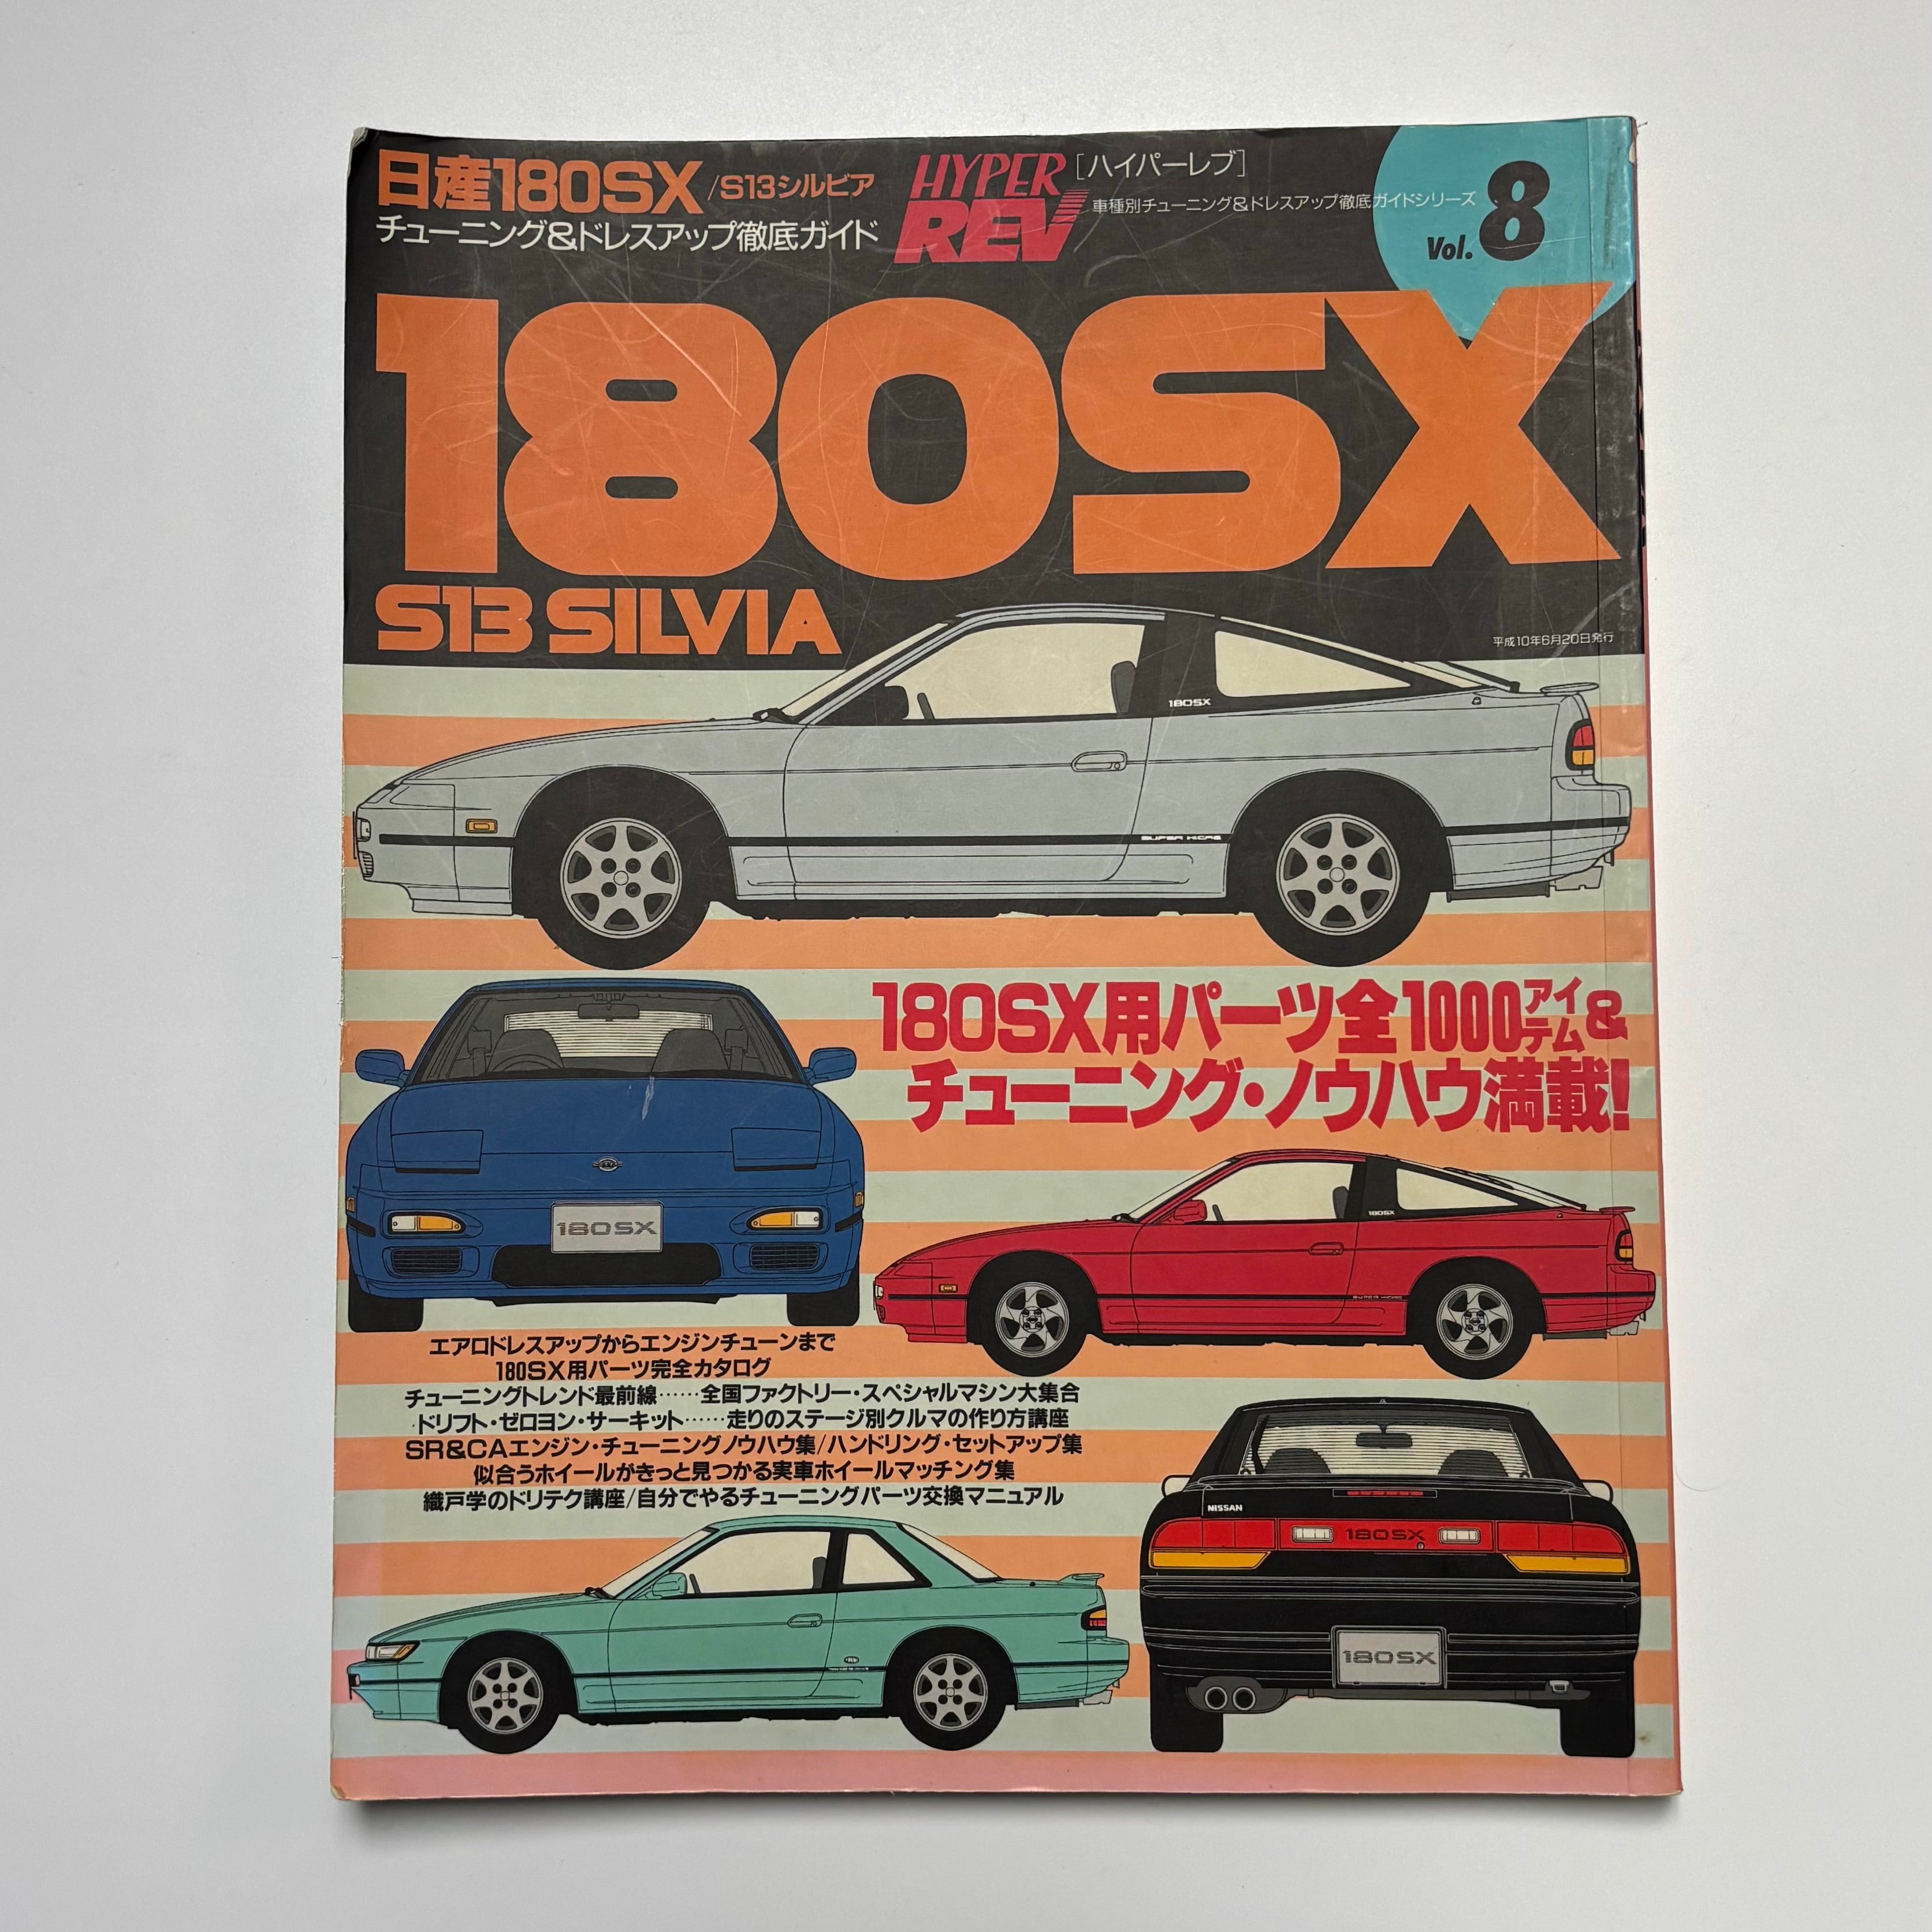 日産180SX/S13シルビア
チューニング&ドレスアップ徹底ガイド
HYPER
REV
[ハイパーレブ]
車種別チューニング&ドレスアップ徹底ガイドシリーズ
Vol.8
180SX
S13 SILVIA
平成10年6月20日発行
180SX
SUPER HICAS
180SX用パーツ全1000アイテム&
チューニング・ノウハウ満載!
180SX
180SX
SUPER HICAS
エアロドレスアップからエンジンチューンまで
180SX用パーツ完全カタログ
チューニングトレンド最前線……全国ファクトリー・スペシャルマシン大集合
ドリフト・ゼロヨン・サーキット……走りのステージ別クルマの作り方講座
SR&CAエンジン・チューニングノウハウ集/ハンドリング・セットアップ集
似合うホイールがきっと見つかる実車ホイールマッチング集
織戸学のドリテク講座/自分でやるチューニングパーツ交換マニュアル
NISSAN
180SX
180SX